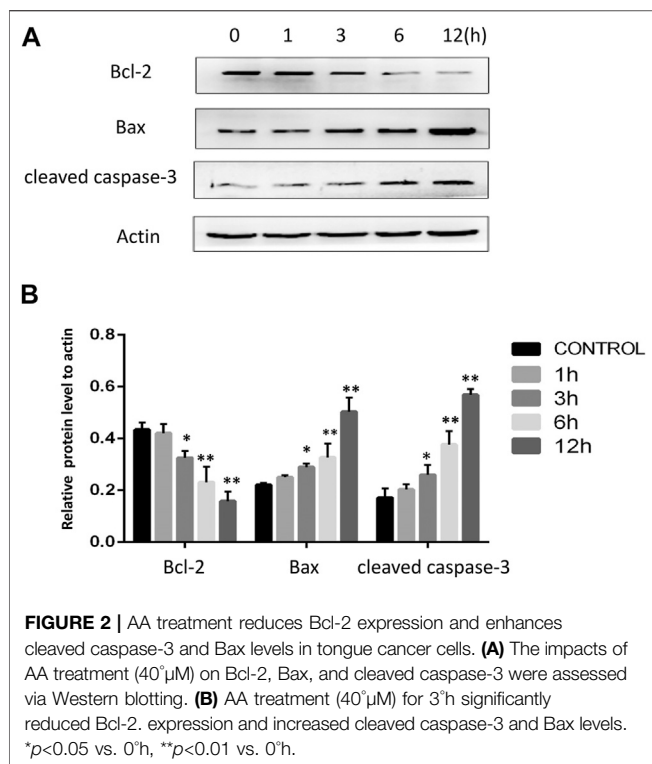 A
0 1 3 6 12(h)
Bcl-2
Bax
cleaved caspase-3
Actin
B
Relative protein level to actin
0.8
0.6
0.4
0.2
0.0
* ** **
* ** **
* ** **
Bcl-2 Bax cleaved caspase-3
CONTROL
1h
3h
6h
12h
FIGURE 2 | AA treatment reduces Bcl-2 expression and enhances
cleaved caspase-3 and Bax levels in tongue cancer cells. (A) The impacts of
AA treatment (40°µM) on Bcl-2, Bax, and cleaved caspase-3 were assessed
via Western blotting. (B) AA treatment (40°µM) for 3°h significantly
reduced Bcl-2. expression and increased cleaved caspase-3 and Bax levels.
*p<0.05 vs. 0°h, **p<0.01 vs. 0°h.